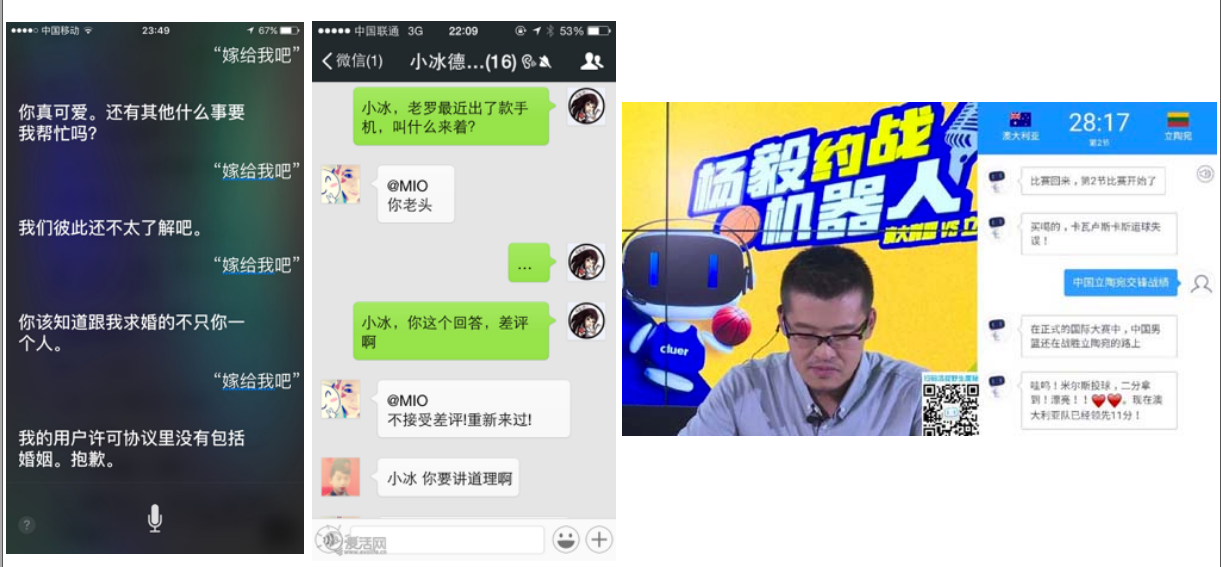 中国移动
23:49
67%
“嫁给我吧”
你真可爱。还有其他什么事要
我帮忙吗?
“嫁给我吧”
我们彼此还不太了解吧。
“嫁给我吧”
你该知道跟我求婚的不只你一
个人。
“嫁给我吧”
我的用户许可协议里没有包括
婚姻。抱歉。
?
中国联通 3G
22:09
53%
微信(1)
小冰德...(16)
小冰，老罗最近出了款手
机，叫什么来着?
@MIO
你老头
...
小冰，你这个回答，差评
啊
@MIO
不接受差评!重新来过!
小冰 你要讲道理啊
爱活网
杨毅约战
机器人
VS
cluer
澳大利亚
28:17
第2节
立陶宛
比赛回来，第2节比赛开始了
买噶的，卡瓦卢斯卡斯运球失
误！
中国立陶宛交锋战绩
在正式的国际大赛中，中国男
篮还在战胜立陶宛的路上
哇呜！米尔斯投球，二分拿
到！漂亮！！❤❤。现在澳
大利亚队已经领先11分！